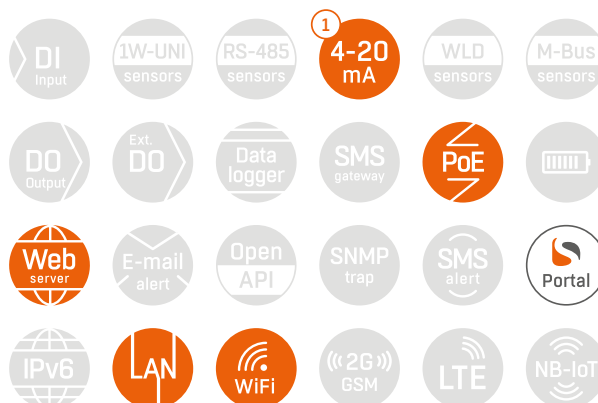 1
DI
Input
1W-UNI
sensors
RS-485
sensors
4-20
mA
WLD
sensors
M-Bus
sensors
DO
Output
Ext.
DO
Data
logger
SMS
gateway
PoE
Web
server
E-mail
alert
Open
API
SNMP
trap
SMS
alert
Portal
IPv6
LAN
WiFi
2G
GSM
LTE
NB-IoT